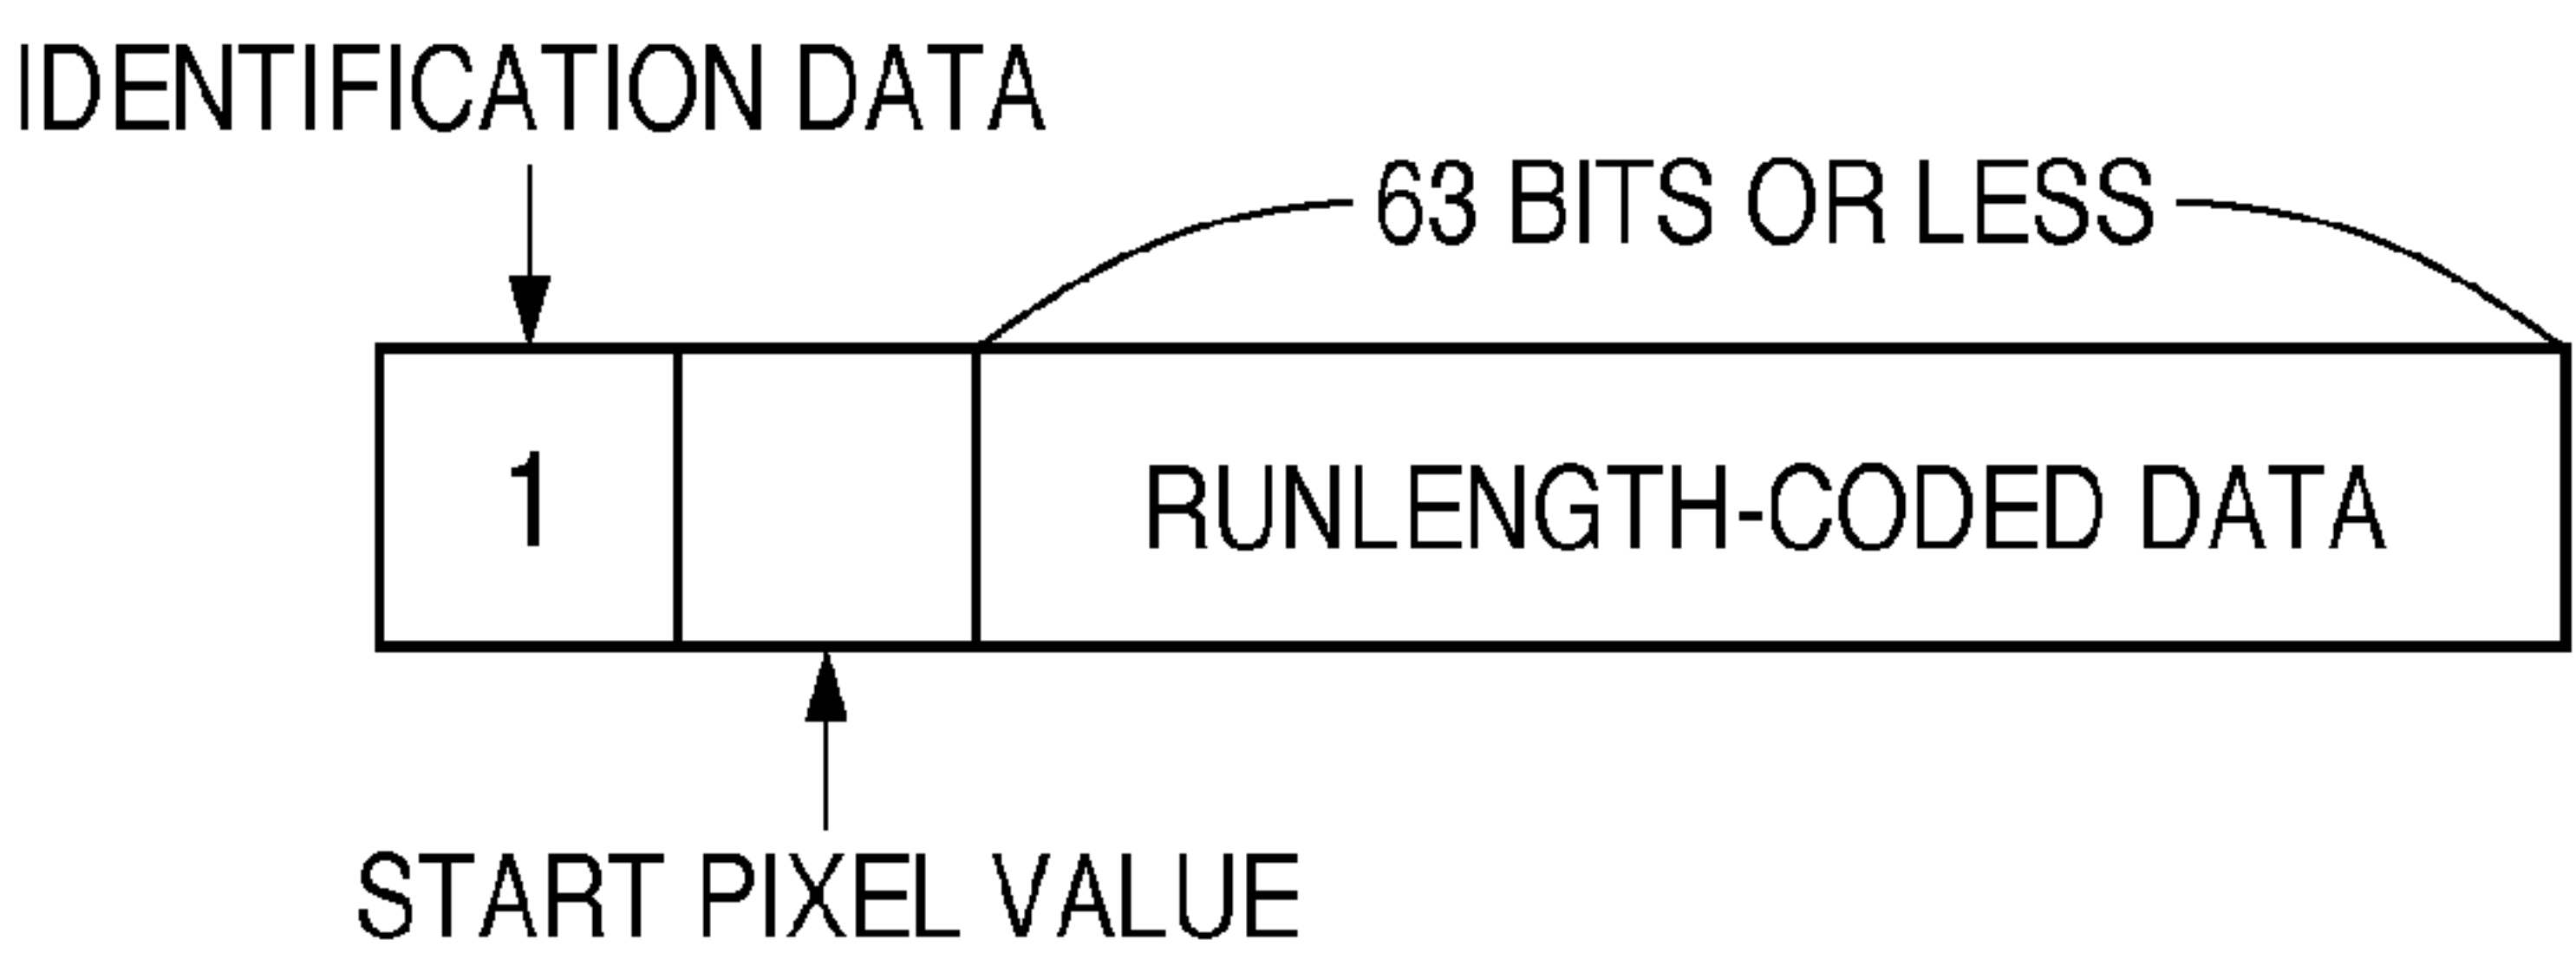 IDENTIFICATION DATA
63 BITS OR LESS
1
RUNLENGTH-CODED DATA
START PIXEL VALUE